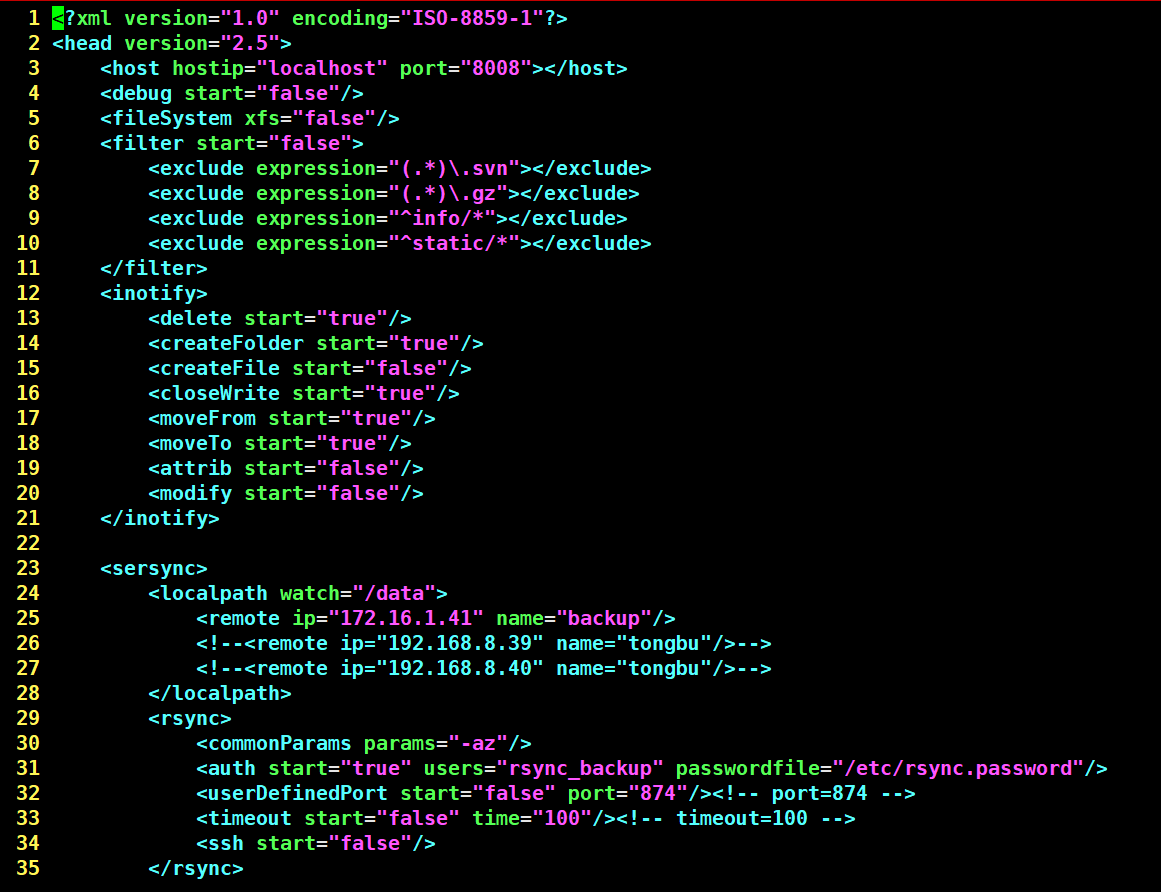 1 <?xml version="1.0" encoding="ISO-8859-1"?>
2 <head version="2.5">
3     <host hostip="localhost" port="8008"></host>
4     <debug start="false"/>
5     <fileSystem xfs="false"/>
6     <filter start="false">
7         <exclude expression="(.*)\.svn"></exclude>
8         <exclude expression="(.*)\.gz"></exclude>
9         <exclude expression="^info/*"></exclude>
10         <exclude expression="^static/*"></exclude>
11     </filter>
12     <inotify>
13         <delete start="true"/>
14         <createFolder start="true"/>
15         <createFile start="false"/>
16         <closeWrite start="true"/>
17         <moveFrom start="true"/>
18         <moveTo start="true"/>
19         <attrib start="false"/>
20         <modify start="false"/>
21     </inotify>
22
23     <sersync>
24         <localpath watch="/data">
25             <remote ip="172.16.1.41" name="backup"/>
26             <!--<remote ip="192.168.8.39" name="tongbu"/>-->
27             <!--<remote ip="192.168.8.40" name="tongbu"/>-->
28         </localpath>
29         <rsync>
30             <commonParams params="-az"/>
31             <auth start="true" users="rsync_backup" passwordfile="/etc/rsync.password"/>
32             <userDefinedPort start="false" port="874"/><!-- port=874 -->
33             <timeout start="false" time="100"/><!-- timeout=100 -->
34             <ssh start="false"/>
35         </rsync>